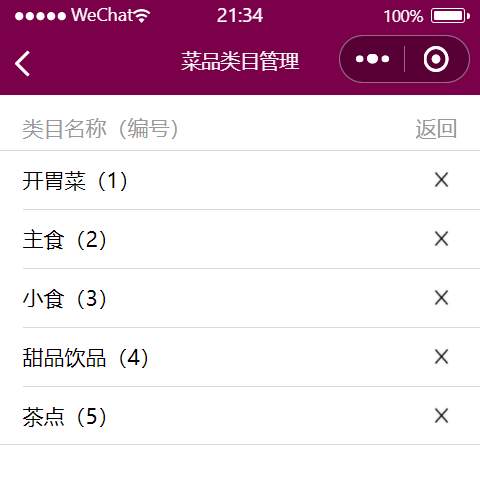 WeChat 21:34 100%
菜品类目管理
类目名称（编号） 返回
开胃菜（1）
主食（2）
小食（3）
甜品饮品（4）
茶点（5）